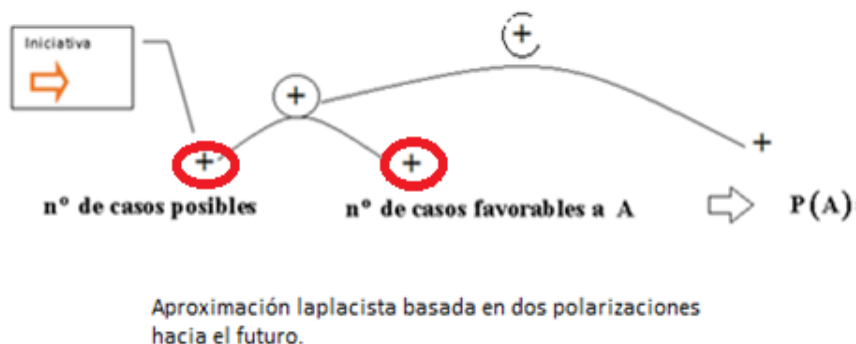 Iniciativa
+
+
+
+
+
nº de casos posibles nº de casos favorables a A P(A)
Aproximación laplacista basada en dos polarizaciones
hacia el futuro.